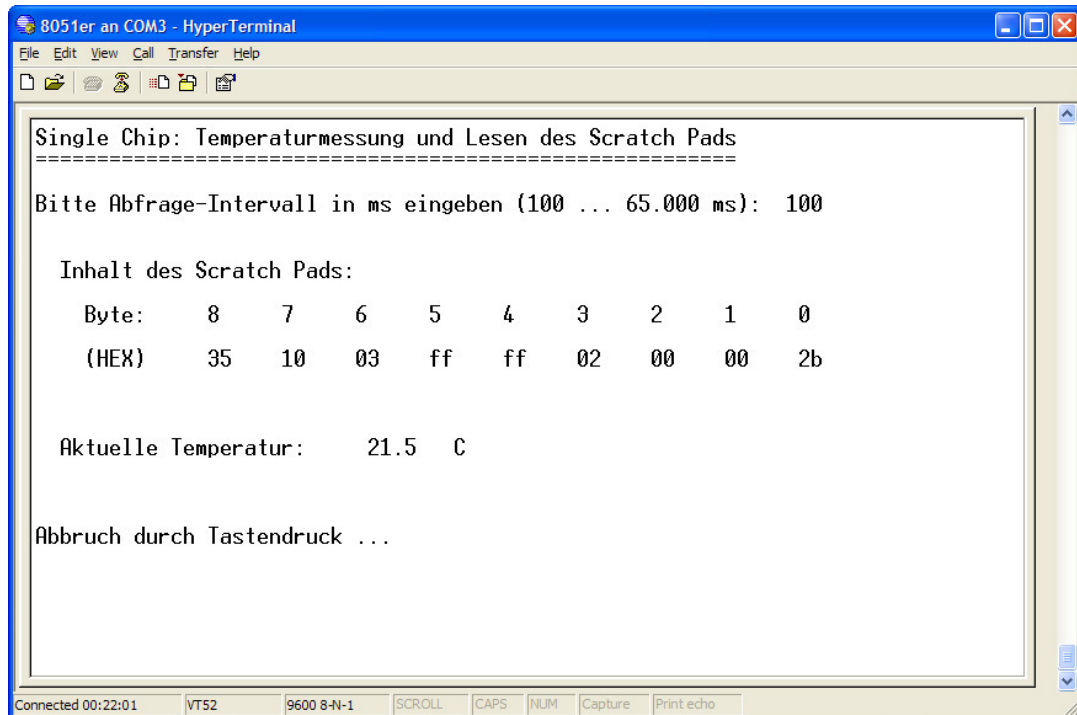 8051er an COM3 - HyperTerminal
File Edit View Call Transfer Help
Single Chip: Temperaturmessung und Lesen des Scratch Pads
=========================================================
Bitte Abfrage-Intervall in ms eingeben (100 ... 65.000 ms): 100
Inhalt des Scratch Pads:
Byte: 8 7 6 5 4 3 2 1 0
(HEX) 35 10 03 ff ff 02 00 00 2b
Aktuelle Temperatur: 21.5 C
Abbruch durch Tastendruck ...
Connected 00:22:01 VT52 9600 8-N-1 SCROLL CAPS NUM Capture Print echo